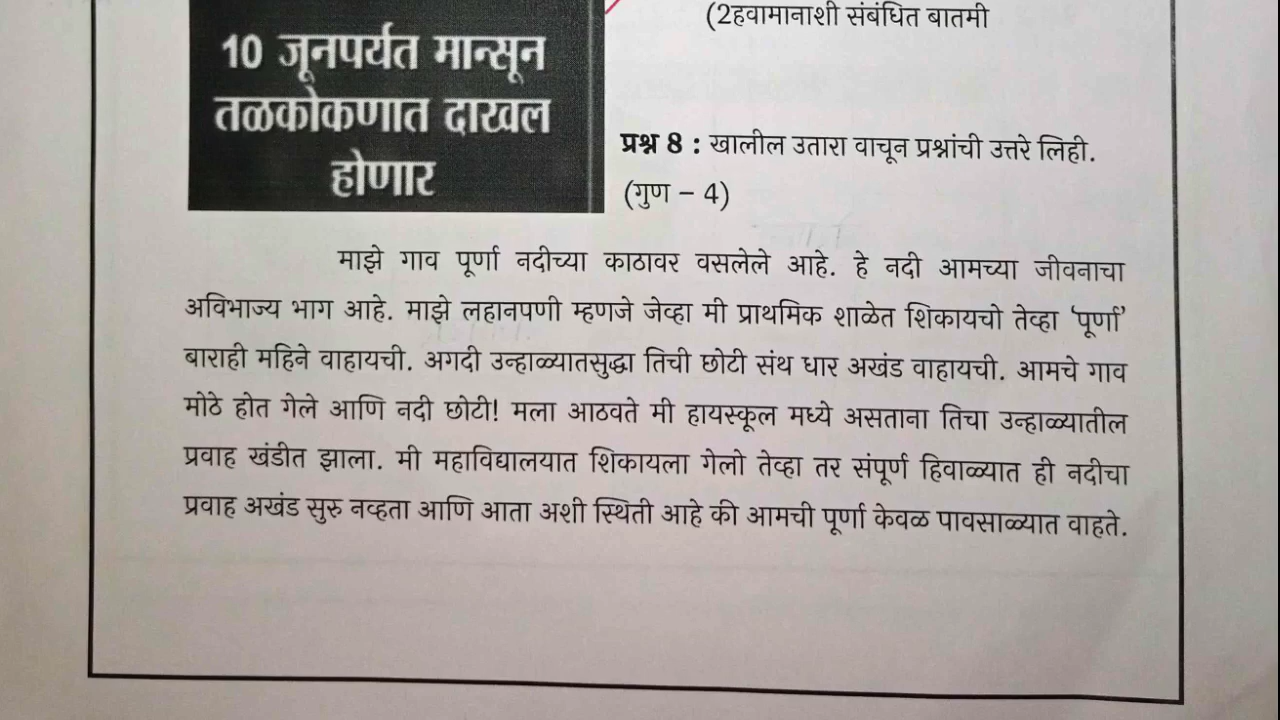 (2हवामानाशी संबंधित बातमी
10 जूनपर्यंत मान्सून
तळकोकणात दाखल
होणार
प्रश्न 8 : खालील उतारा वाचून प्रश्नांची उत्तरे लिही.
(गुण – 4)
माझे गाव पूर्णा नदीच्या काठावर वसलेले आहे. हे नदी आमच्या जीवनाचा
अविभाज्य भाग आहे. माझे लहानपणी म्हणजे जेव्हा मी प्राथमिक शाळेत शिकायचो तेव्हा ‘पूर्णा’
बाराही महिने वाहायची. अगदी उन्हाळ्यातसुद्धा तिची छोटी संथ धार अखंड वाहायची. आमचे गाव
मोठे होत गेले आणि नदी छोटी! मला आठवते मी हायस्कूल मध्ये असताना तिचा उन्हाळ्यातील
प्रवाह खंडीत झाला. मी महाविद्यालयात शिकायला गेलो तेव्हा तर संपूर्ण हिवाळ्यात ही नदीचा
प्रवाह अखंड सुरु नव्हता आणि आता अशी स्थिती आहे की आमची पूर्णा केवळ पावसाळ्यात वाहते.